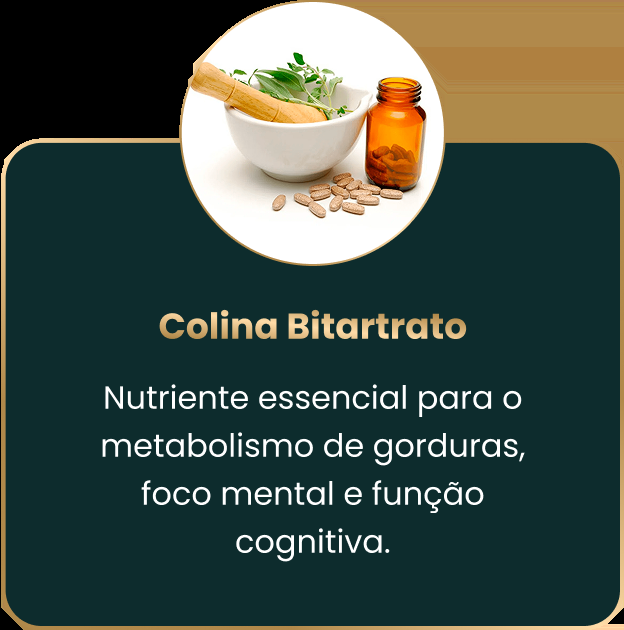 Colina Bitartrato
Nutriente essencial para o
metabolismo de gorduras,
foco mental e função
cognitiva.